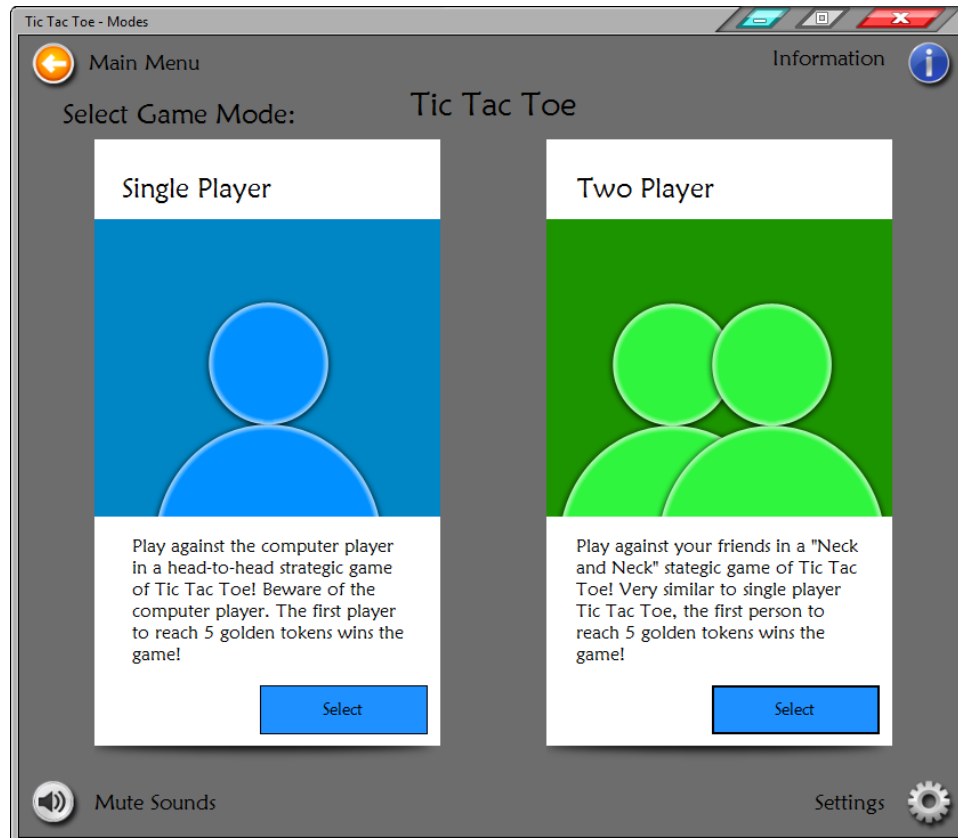 Tic Tac Toe - Modes
Main Menu
Information
Tic Tac Toe
Select Game Mode:
Single Player
Play against the computer player
in a head-to-head strategic game
of Tic Tac Toe! Beware of the
computer player. The first player
to reach 5 golden tokens wins the
game!
Select
Two Player
Play against your friends in a "Neck
and Neck" stategic game of Tic Tac
Toe! Very similar to single player
Tic Tac Toe, the first person to
reach 5 golden tokens wins the
game!
Select
Mute Sounds
Settings